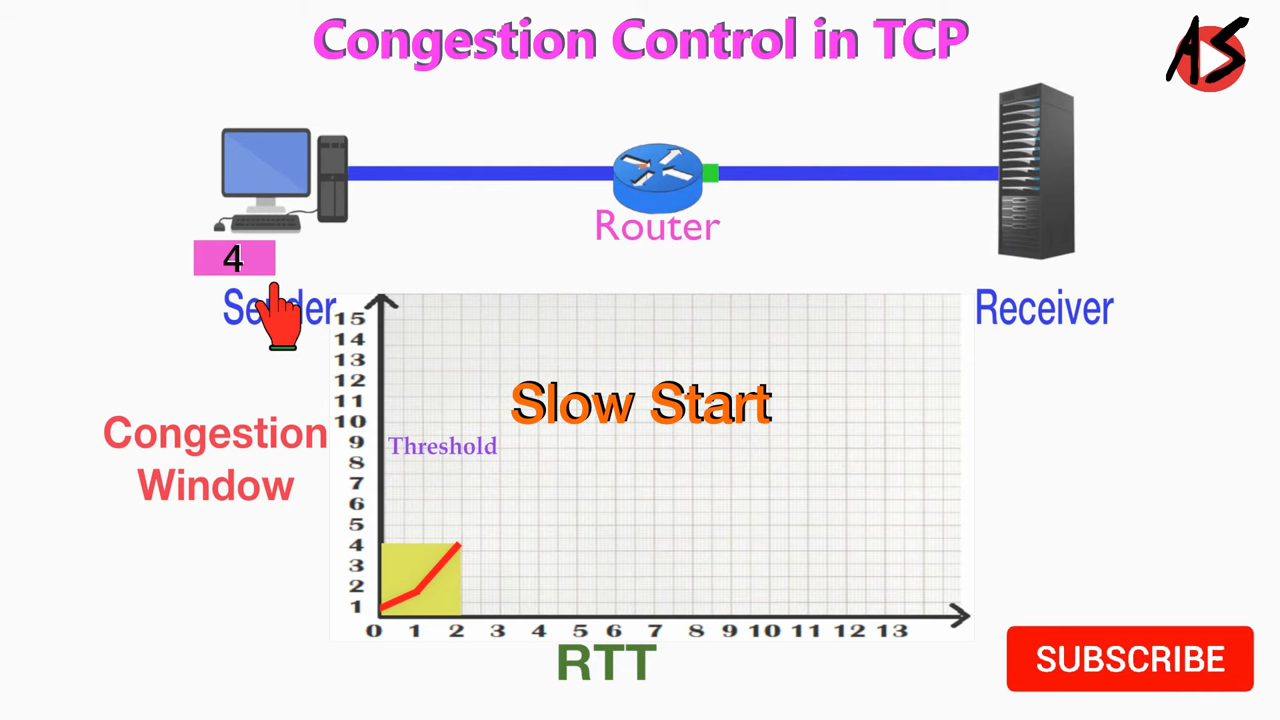 Congestion Control in TCP
AS
Router
4
Sender
Receiver
15
14
13
12
11
10
9
8
7
6
5
4
3
2
1
Slow Start
Threshold
Congestion
Window
0 1 2 3 4 5 6 7 8 9 10 11 12 13
RTT
SUBSCRIBE